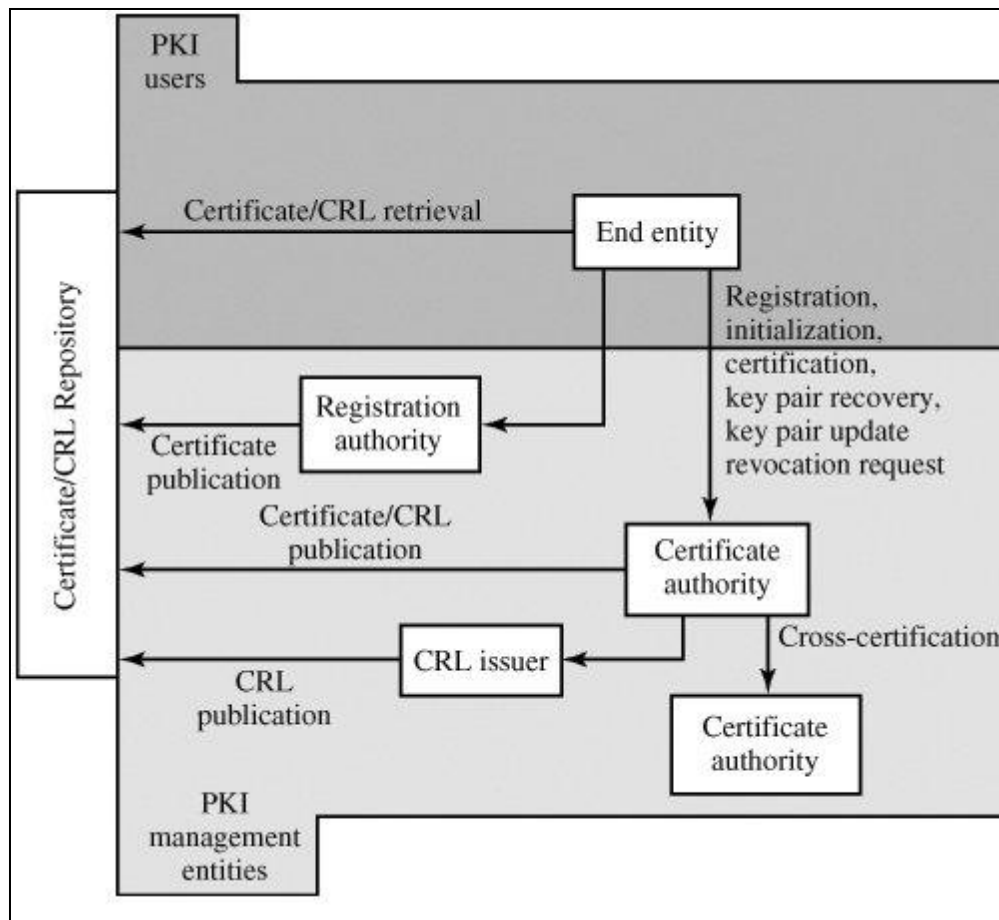 PKI
users
Certificate/CRL retrieval
End entity
Certificate/CRL Repository
Registration,
initialization,
certification,
key pair recovery,
key pair update
revocation request
Registration
authority
Certificate
publication
Certificate/CRL
publication
Certificate
authority
Cross-certification
CRL issuer
CRL
publication
Certificate
authority
PKI
management
entities